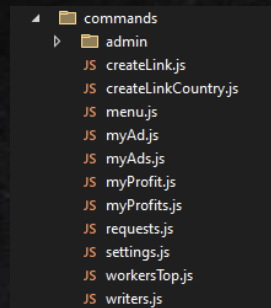 commands
admin
JS createLink.js
JS createLinkCountry.js
JS menu.js
JS myAd.js
JS myAds.js
JS myProfit.js
JS myProfits.js
JS requests.js
JS settings.js
JS workersTop.js
JS writers.js